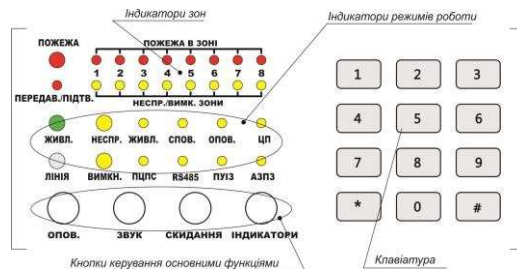 Індикатори зон
Індикатори режимів роботи
ПОЖЕЖА
ПОЖЕЖА В ЗОНІ
1 2 3 4 5 6 7 8
ПЕРЕДАВ./ПІДТВ.
НЕСПР./ВИМК. ЗОНИ
ЖИВЛ. НЕСПР. ЖИВЛ. СПОВ. ОПОВ. ЦП
ЛІНІЯ ВИМКН. ПЦПС RS485 ПУІЗ АЗПЗ
ОПОВ. ЗВУК СКИДАННЯ ІНДИКАТОРИ
1 2 3
4 5 6
7 8 9
* 0 #
Кнопки керування основними функціями
Клавіатура